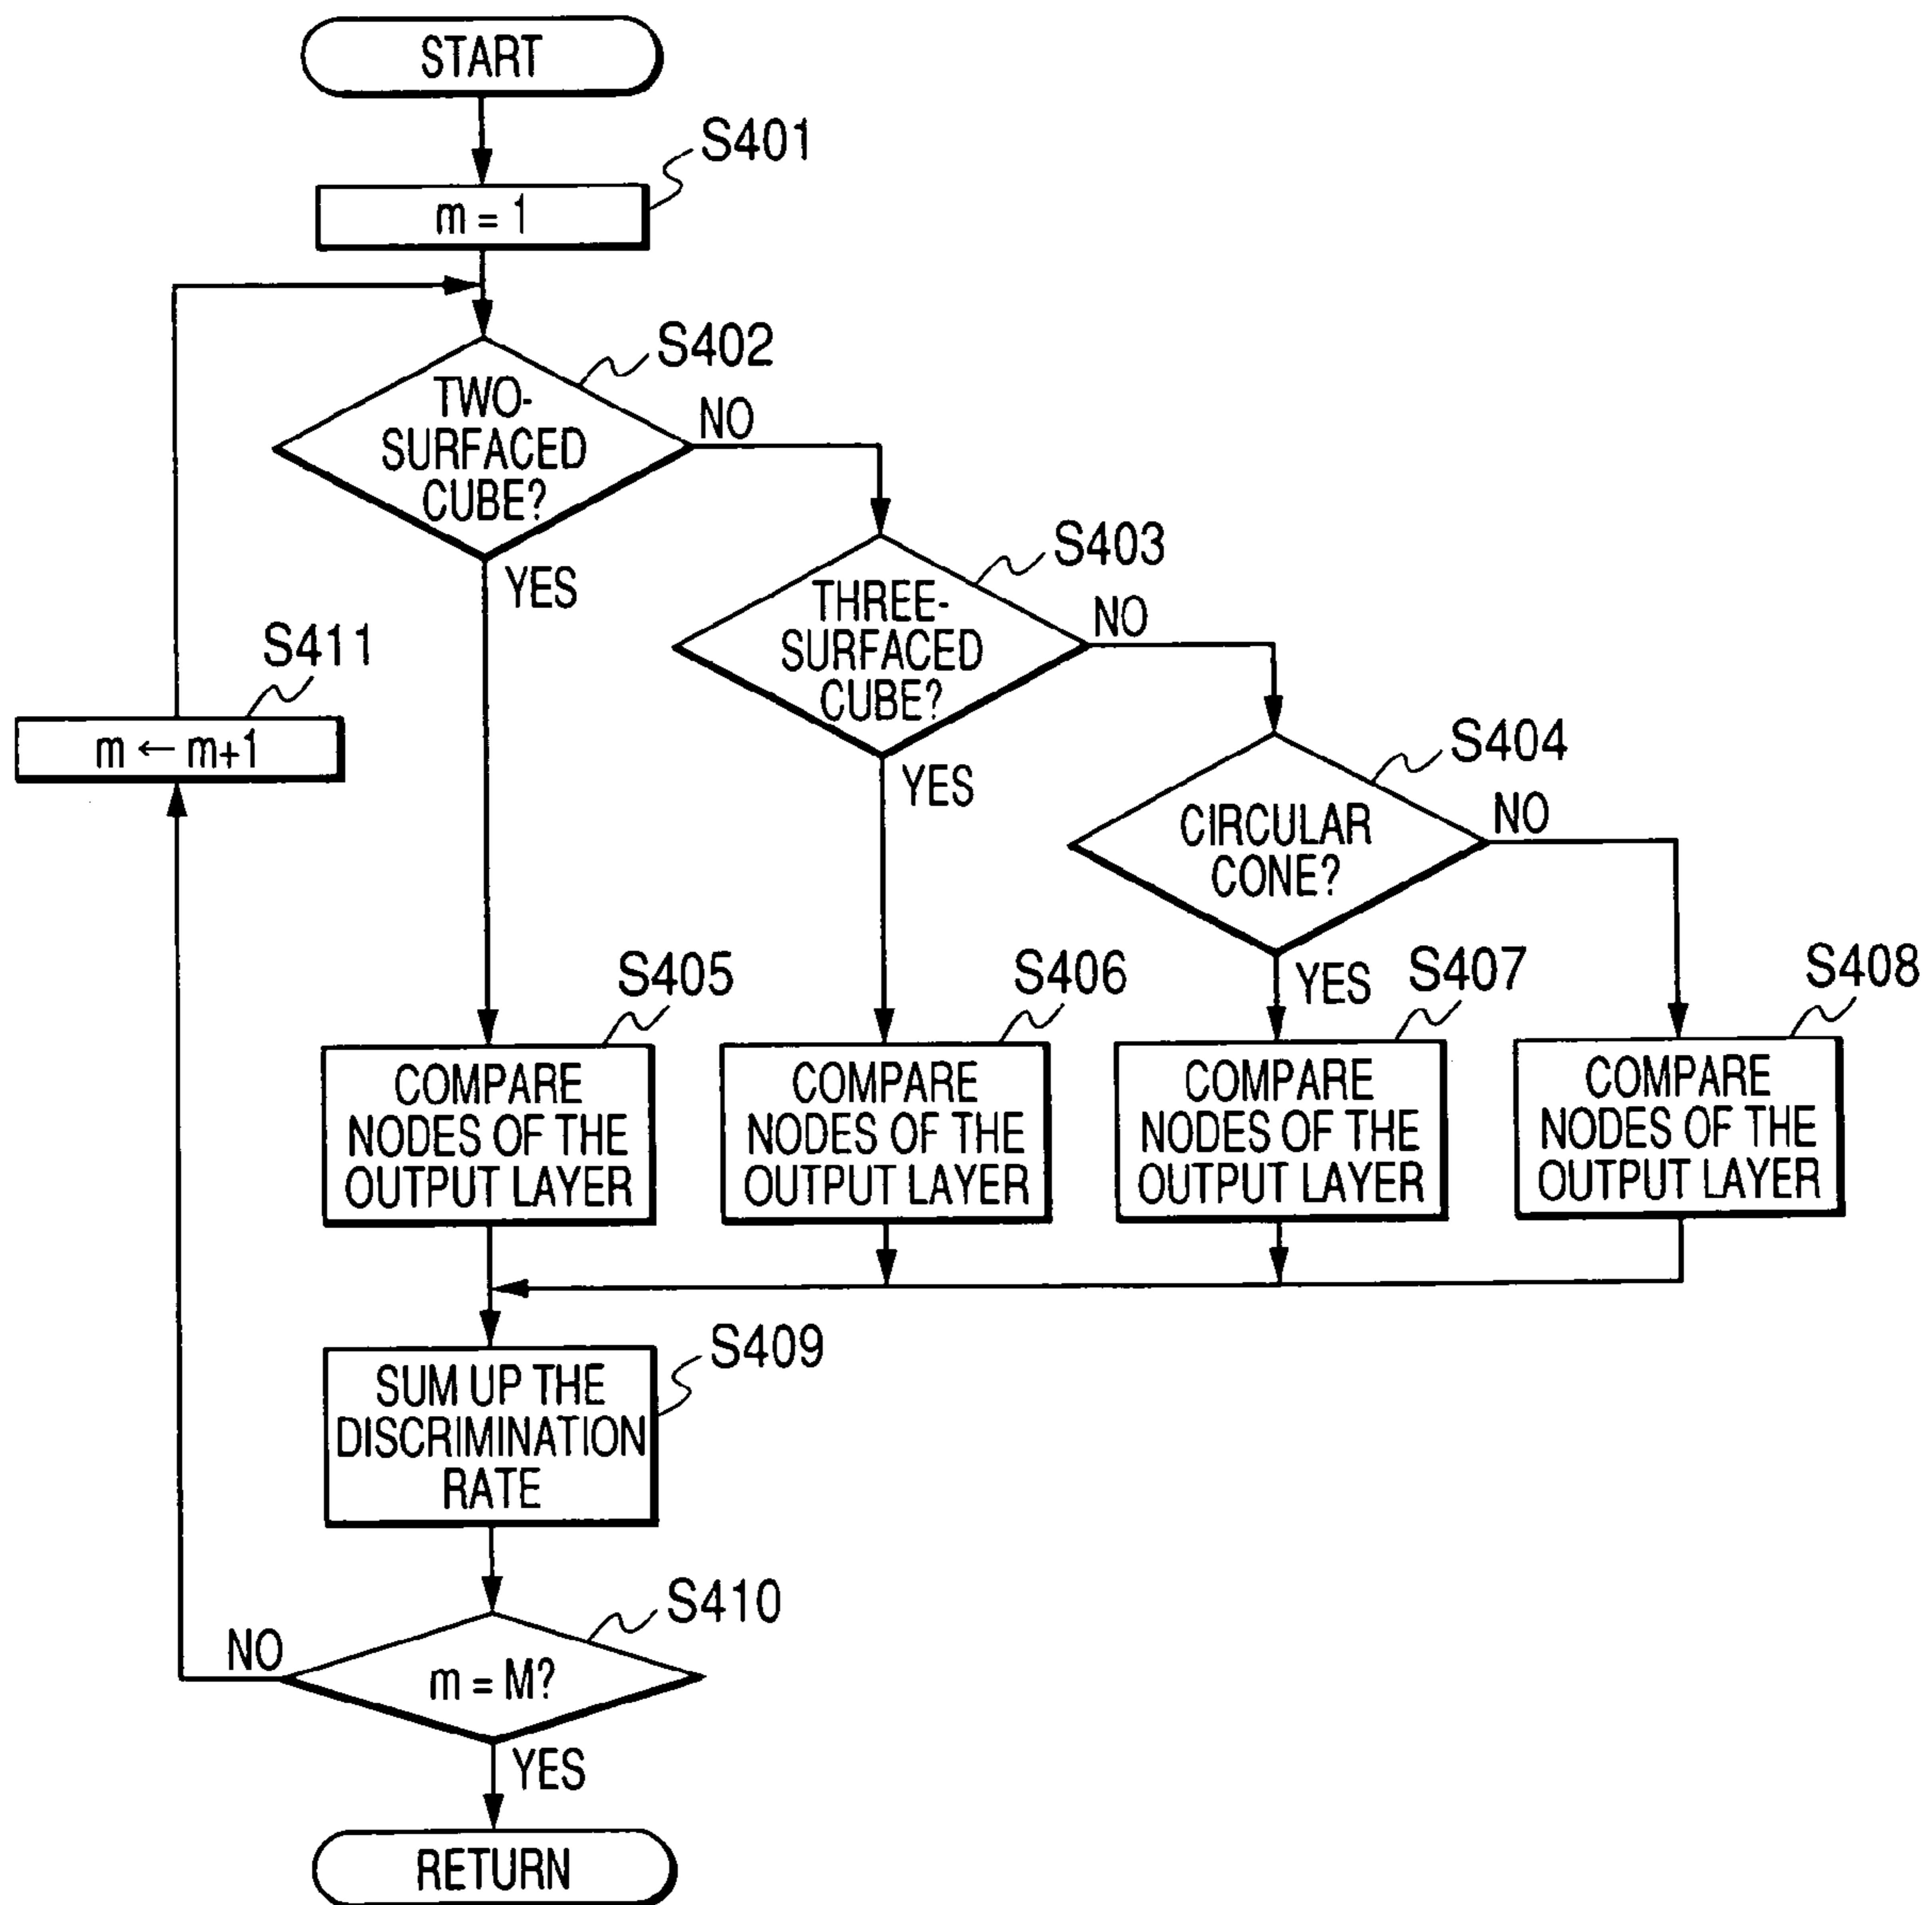 START
S401
m = 1
S402
TWO-
SURFACED
CUBE?
NO
YES
S403
THREE-
SURFACED
CUBE?
NO
YES
S411
m ← m+1
S404
CIRCULAR
CONE?
NO
YES
S405
COMPARE
NODES OF THE
OUTPUT LAYER
S406
COMPARE
NODES OF THE
OUTPUT LAYER
S407
COMPARE
NODES OF THE
OUTPUT LAYER
S408
COMPARE
NODES OF THE
OUTPUT LAYER
S409
SUM UP THE
DISCRIMINATION
RATE
S410
m = M?
NO
YES
RETURN